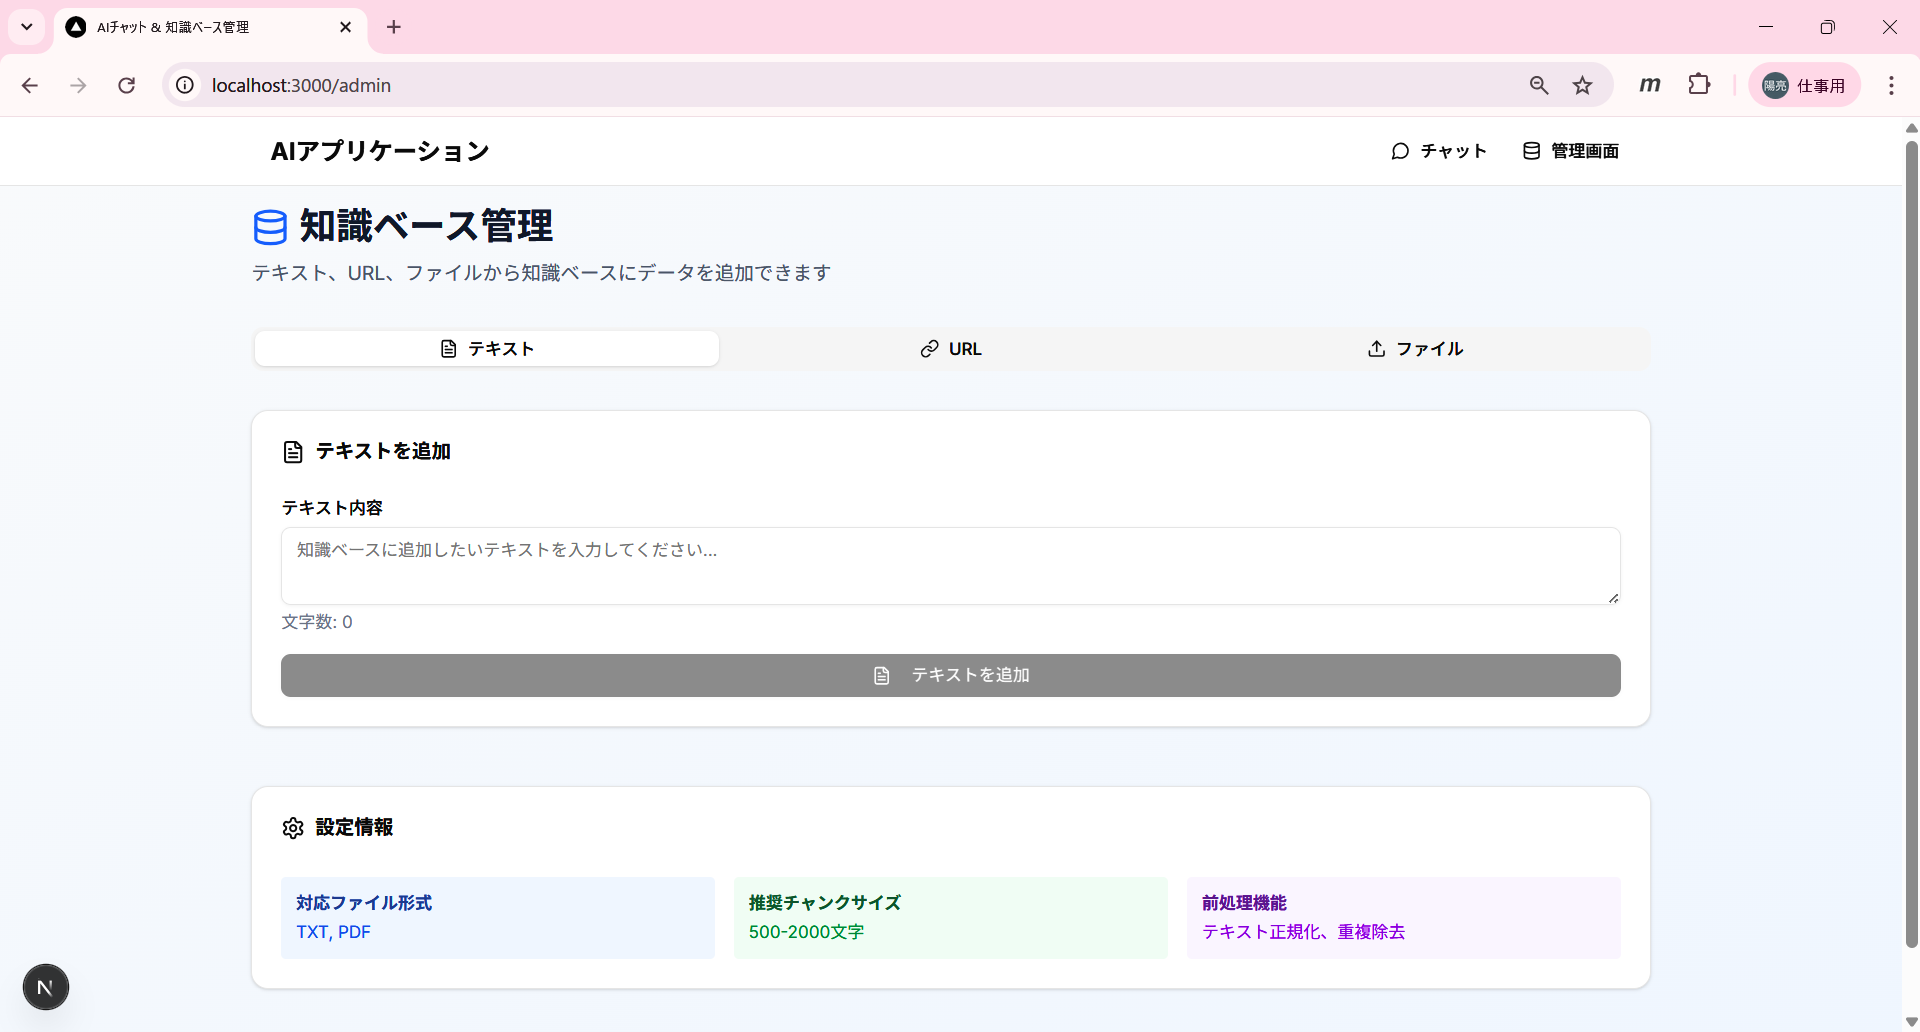 AIチャット & 知識ベース管理
localhost:3000/admin
m
陽亮 仕事用
AIアプリケーション
チャット
管理画面
知識ベース管理
テキスト、URL、ファイルから知識ベースにデータを追加できます
テキスト
URL
ファイル
テキストを追加
テキスト内容
知識ベースに追加したいテキストを入力してください...
文字数: 0
テキストを追加
設定情報
対応ファイル形式
TXT, PDF
推奨チャンクサイズ
500-2000文字
前処理機能
テキスト正規化、重複除去
N